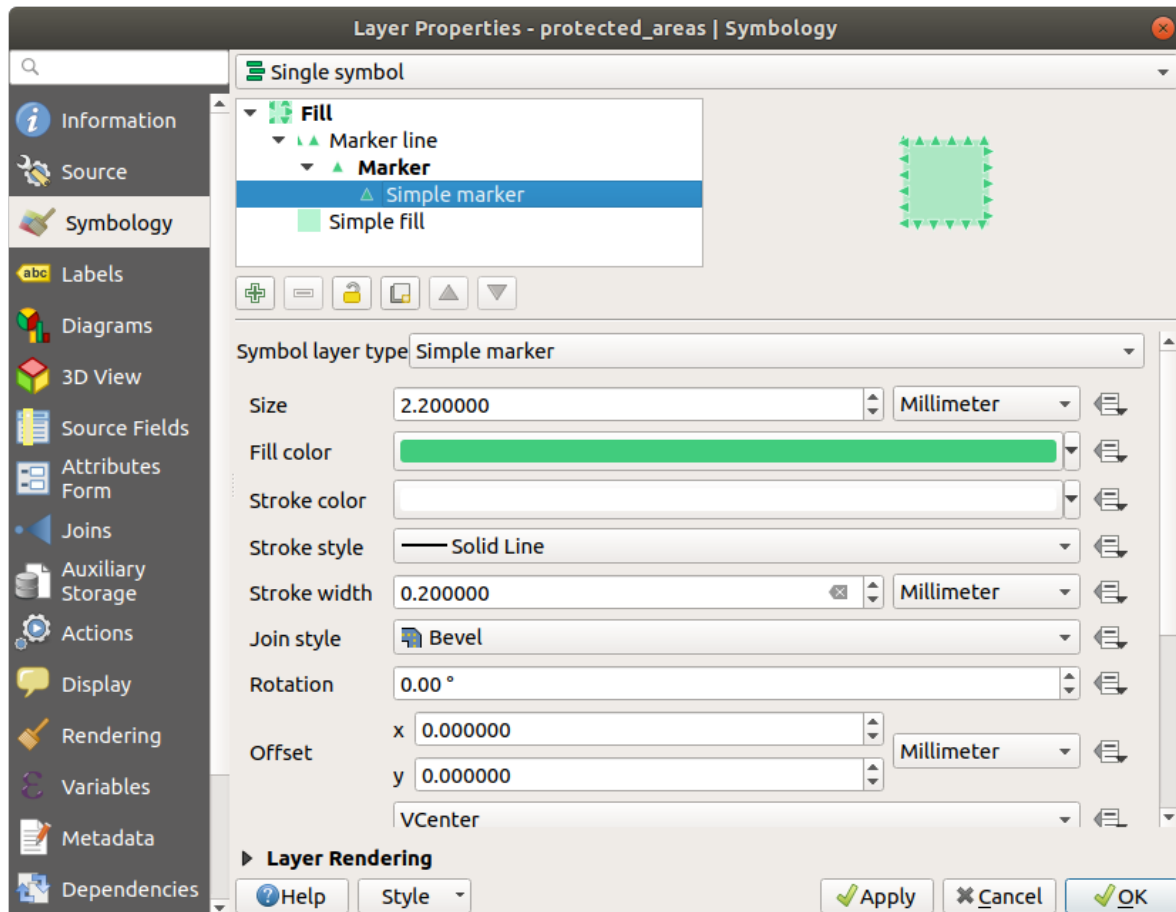 Layer Properties - protected_areas | Symbology
Single symbol
Information
Source
Symbology
abc Labels
Diagrams
3D View
Source Fields
Attributes
Form
Joins
Auxiliary
Storage
Actions
Display
Rendering
Variables
Metadata
Dependencies
Fill
Marker line
Marker
Simple marker
Simple fill
Symbol layer type Simple marker
Size 2.200000 Millimeter
Fill color
Stroke color
Stroke style Solid Line
Stroke width 0.200000 Millimeter
Join style Bevel
Rotation 0.00 °
Offset x 0.000000 Millimeter
y 0.000000
VCenter
Layer Rendering
Help Style Apply Cancel OK